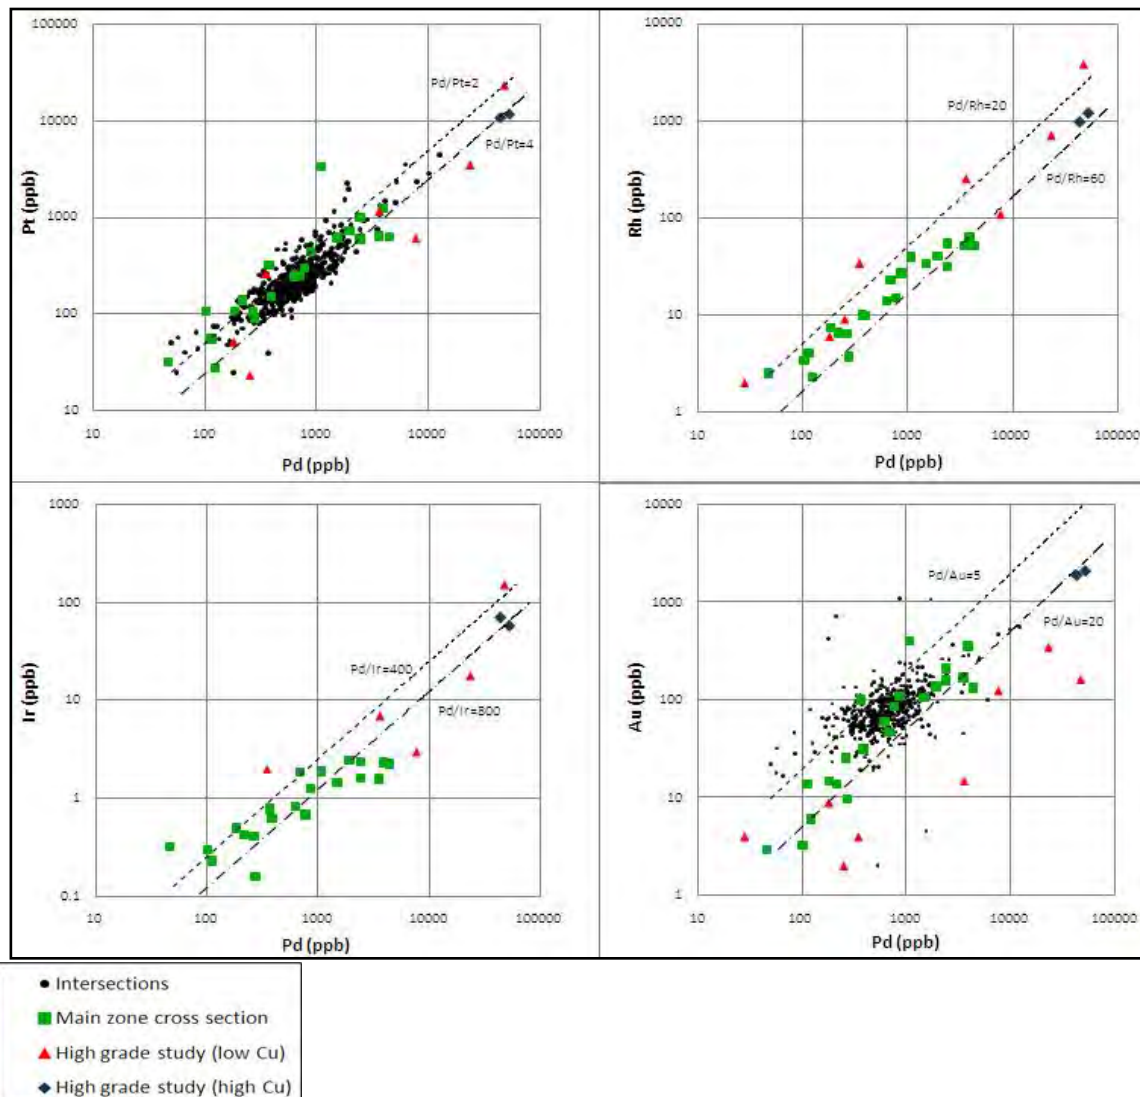 100000
10000
1000
100
10
Pt (ppb)
Pd/Pt=2
Pd/Pt=4
10 100 1000 10000 100000
Pd (ppb)
10000
1000
100
10
1
Rh (ppb)
Pd/Rh=20
Pd/Rh=60
10 100 1000 10000 100000
Pd (ppb)
1000
100
10
1
0.1
Ir (ppb)
Pd/Ir=400
Pd/Ir=800
10 100 1000 10000 100000
Pd (ppb)
10000
1000
100
10
1
Au (ppb)
Pd/Au=5
Pd/Au=20
10 100 1000 10000 100000
Pd (ppb)
Intersections
Main zone cross section
High grade study (low Cu)
High grade study (high Cu)